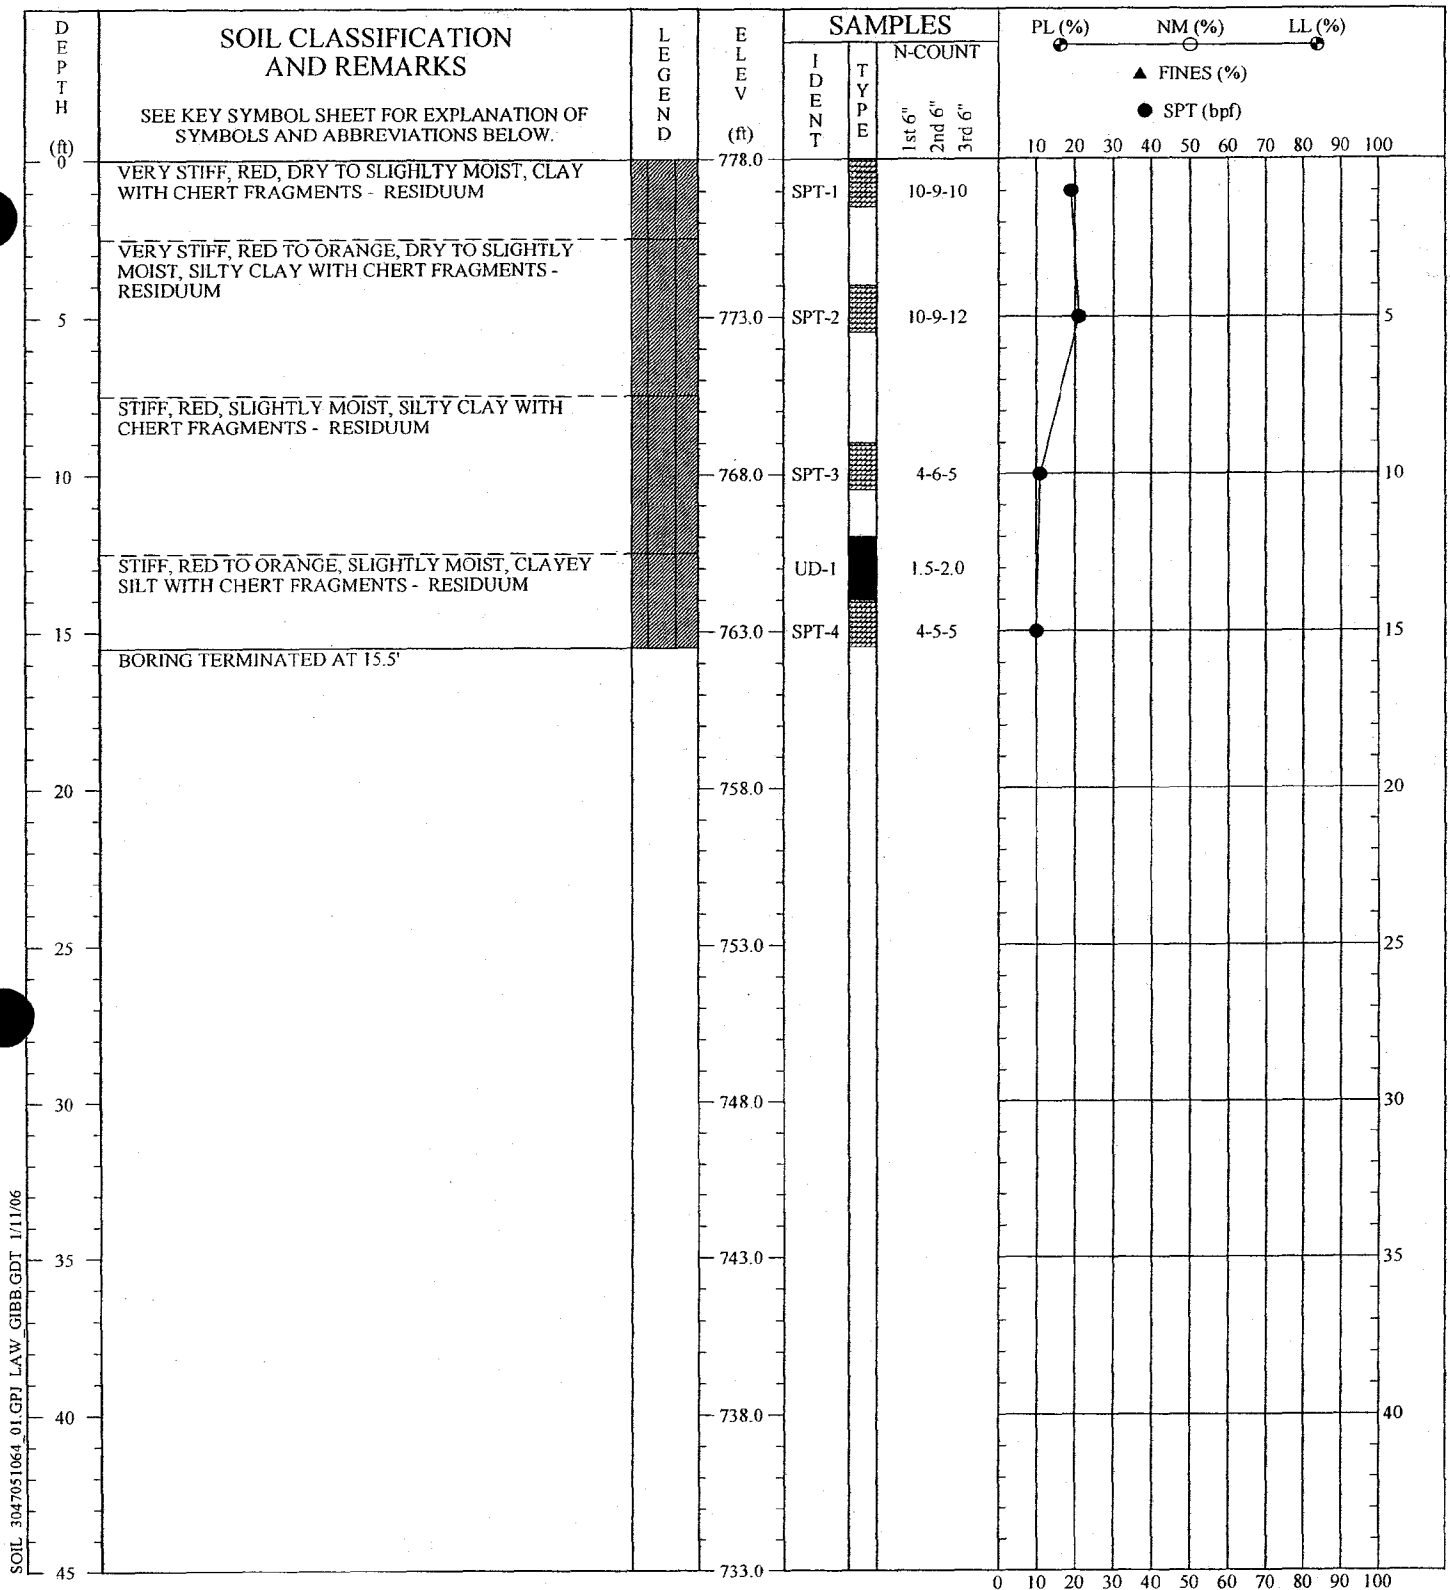 DEPTH (ft)
SOIL CLASSIFICATION
AND REMARKS
SEE KEY SYMBOL SHEET FOR EXPLANATION OF
SYMBOLS AND ABBREVIATIONS BELOW.
LEGEND
ELEV (ft)
SAMPLES
IDENT
TYPE
N-COUNT
1st 6"
2nd 6"
3rd 6"
PL (%) NM (%) LL (%)
▲ FINES (%)
● SPT (bpf)
10 20 30 40 50 60 70 80 90 100
0
778.0
VERY STIFF, RED, DRY TO SLIGHLTY MOIST, CLAY
WITH CHERT FRAGMENTS - RESIDUUM
SPT-1 10-9-10
VERY STIFF, RED TO ORANGE, DRY TO SLIGHTLY
MOIST, SILTY CLAY WITH CHERT FRAGMENTS -
RESIDUUM
5 773.0 SPT-2 10-9-12 5
STIFF, RED, SLIGHTLY MOIST, SILTY CLAY WITH
CHERT FRAGMENTS - RESIDUUM
10 768.0 SPT-3 4-6-5 10
STIFF, RED TO ORANGE, SLIGHTLY MOIST, CLAYEY
SILT WITH CHERT FRAGMENTS - RESIDUUM
UD-1 1.5-2.0
15 763.0 SPT-4 4-5-5 15
BORING TERMINATED AT 15.5'
20 758.0 20
25 753.0 25
30 748.0 30
35 743.0 35
40 738.0 40
45 733.0
0 10 20 30 40 50 60 70 80 90 100
SOIL 3047051064_01.GPJ LAW_GIBB.GDT 1/11/06